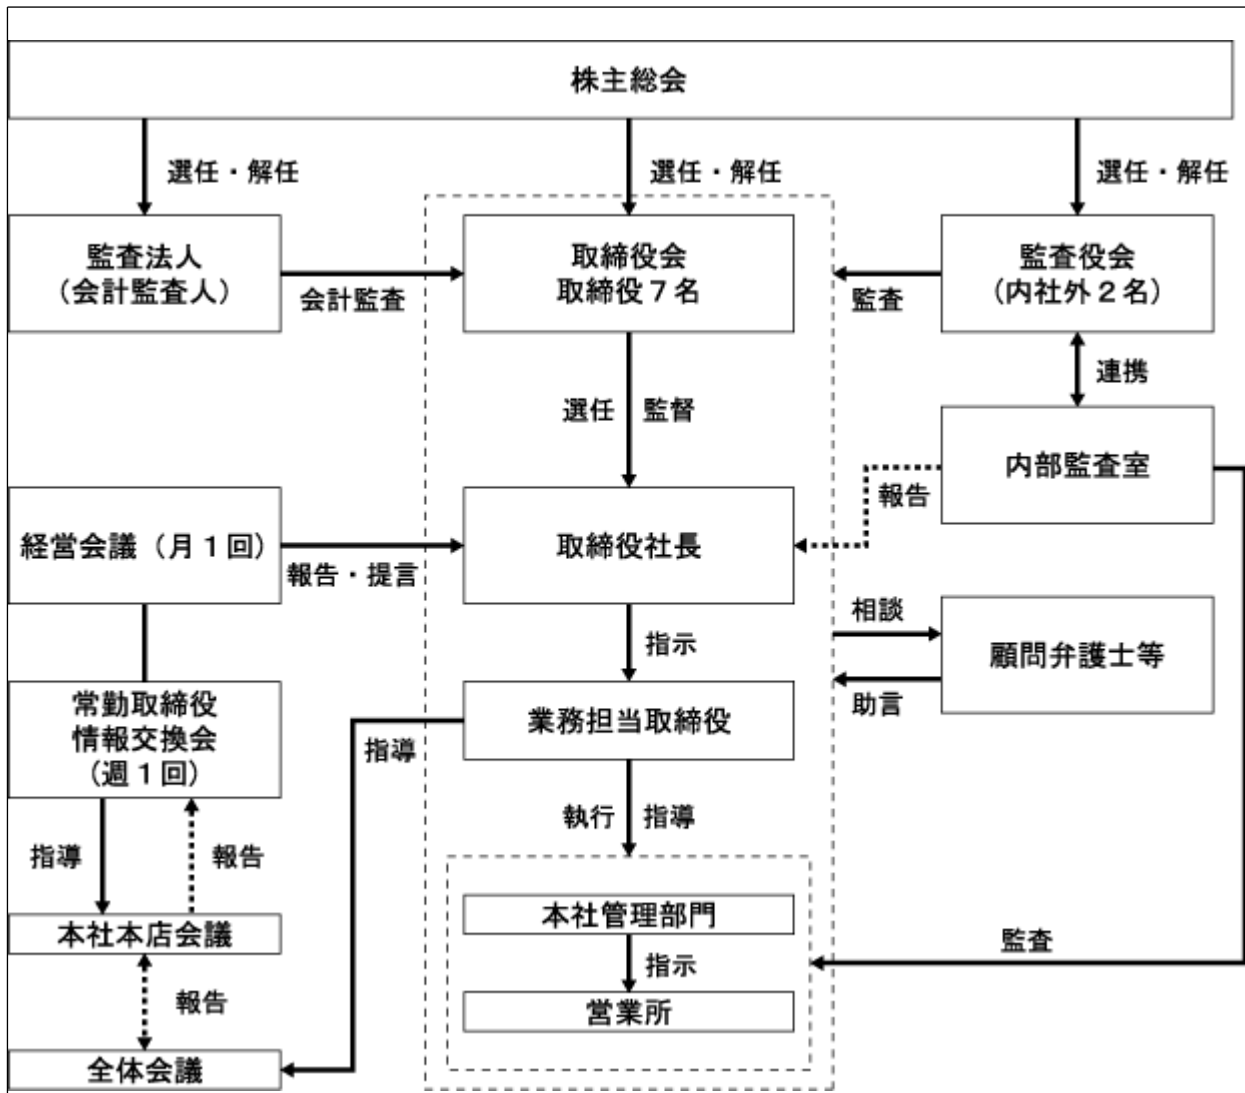 株主総会
選任・解任
選任・解任
選任・解任
監査法人
（会計監査人）
会計監査
取締役会
取締役７名
監査
監査役会
（内社外２名）
連携
選任
監督
内部監査室
報告
経営会議（月１回）
報告・提言
取締役社長
相談
顧問弁護士等
助言
指示
常勤取締役
情報交換会
（週１回）
指導
業務担当取締役
執行
指導
指導
報告
本社本店会議
本社管理部門
監査
報告
指示
営業所
全体会議